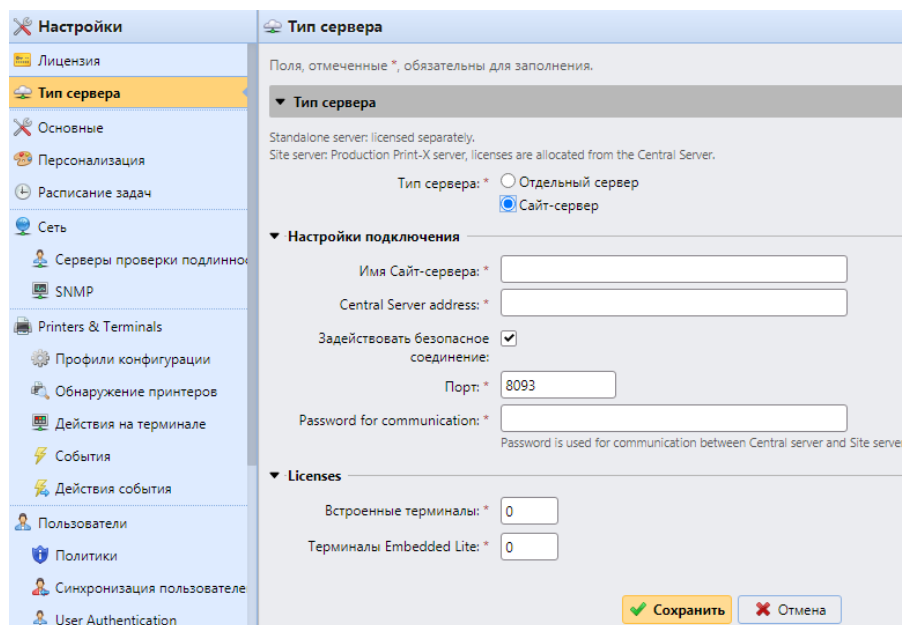 Настройки
Лицензия
Тип сервера
Основные
Персонализация
Расписание задач
Сеть
Серверы проверки подлиннос
SNMP
Printers & Terminals
Профили конфигурации
Обнаружение принтеров
Действия на терминале
События
Действия события
Пользователи
Политики
Синхронизация пользователе
User Authentication
Тип сервера
Поля, отмеченные *, обязательны для заполнения.
Тип сервера
Standalone server: licensed separately.
Site server: Production Print-X server, licenses are allocated from the Central Server.
Тип сервера: * Отдельный сервер
Сайт-сервер
Настройки подключения
Имя Сайт-сервера: *
Central Server address: *
Задействовать безопасное
соединение:
Порт: * 8093
Password for communication: *
Password is used for communication between Central server and Site serve
Licenses
Встроенные терминалы: * 0
Терминалы Embedded Lite: * 0
Сохранить Отмена